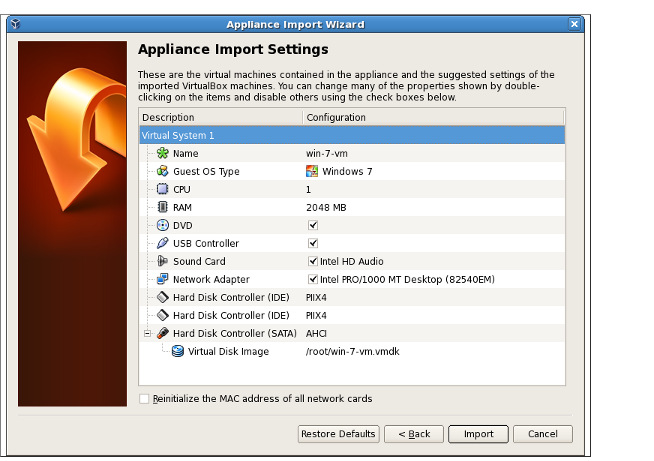 Appliance Import Wizard
Appliance Import Settings
These are the virtual machines contained in the appliance and the suggested settings of the
imported VirtualBox machines. You can change many of the properties shown by double-
clicking on the items and disable others using the check boxes below.
Description Configuration
Virtual System 1
Name win-7-vm
Guest OS Type Windows 7
CPU 1
RAM 2048 MB
DVD
USB Controller
Sound Card Intel HD Audio
Network Adapter Intel PRO/1000 MT Desktop (82540EM)
Hard Disk Controller (IDE) PIIX4
Hard Disk Controller (IDE) PIIX4
Hard Disk Controller (SATA) AHCI
Virtual Disk Image /root/win-7-vm.vmdk
Reinitialize the MAC address of all network cards
Restore Defaults < Back Import Cancel